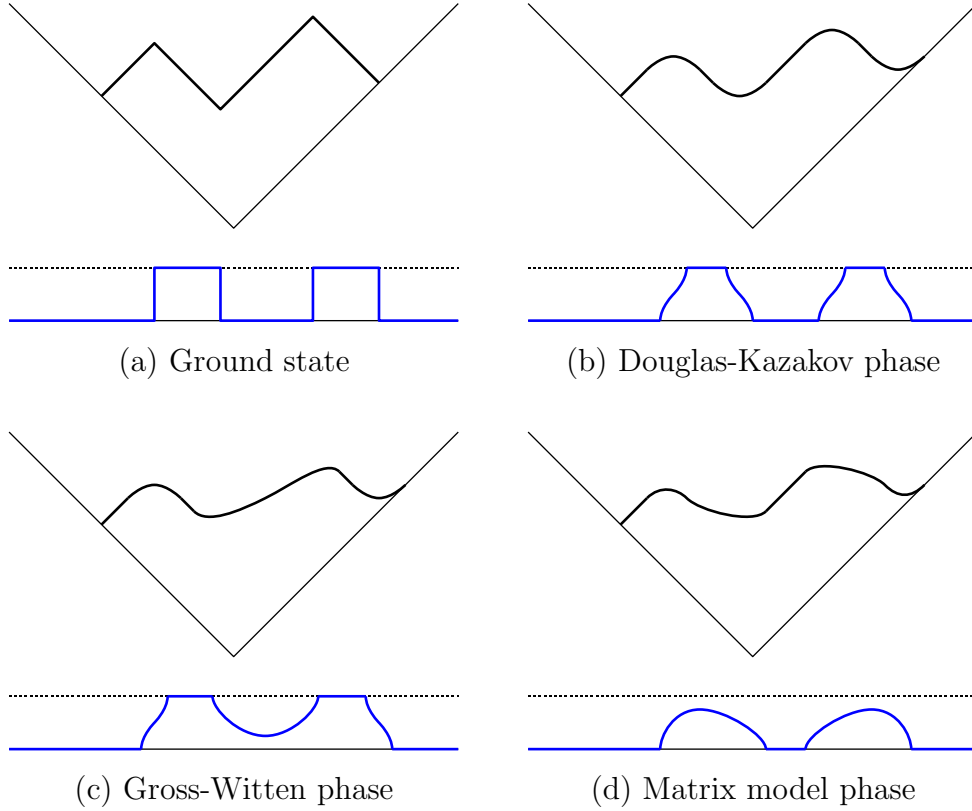 (a) Ground state
(b) Douglas-Kazakov phase
(c) Gross-Witten phase
(d) Matrix model phase